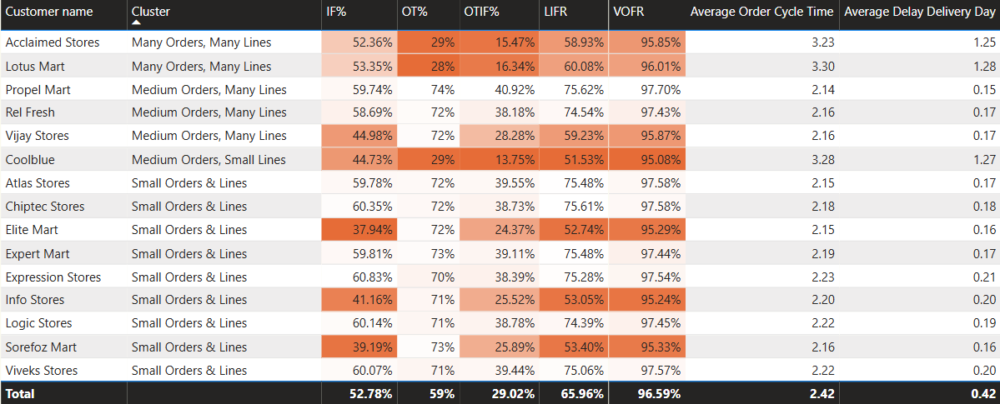 Customer name Cluster IF% OT% OTIF% LIFR VOFR Average Order Cycle Time Average Delay Delivery Day
Acclaimed Stores Many Orders, Many Lines 52.36% 29% 15.47% 58.93% 95.85% 3.23 1.25
Lotus Mart Many Orders, Many Lines 53.35% 28% 16.34% 60.08% 96.01% 3.30 1.28
Propel Mart Medium Orders, Many Lines 59.74% 74% 40.92% 75.62% 97.70% 2.14 0.15
Rel Fresh Medium Orders, Many Lines 58.69% 72% 38.18% 74.54% 97.43% 2.16 0.17
Vijay Stores Medium Orders, Many Lines 44.98% 72% 28.28% 59.23% 95.87% 2.16 0.17
Coolblue Medium Orders, Small Lines 44.73% 29% 13.75% 51.53% 95.08% 3.28 1.27
Atlas Stores Small Orders & Lines 59.78% 72% 39.55% 75.48% 97.58% 2.15 0.17
Chiptec Stores Small Orders & Lines 60.35% 72% 38.73% 75.61% 97.58% 2.18 0.18
Elite Mart Small Orders & Lines 37.94% 72% 24.37% 52.74% 95.29% 2.15 0.16
Expert Mart Small Orders & Lines 59.81% 73% 39.11% 75.48% 97.44% 2.19 0.17
Expression Stores Small Orders & Lines 60.83% 70% 38.39% 75.28% 97.54% 2.23 0.21
Info Stores Small Orders & Lines 41.16% 71% 25.52% 53.05% 95.24% 2.20 0.20
Logic Stores Small Orders & Lines 60.14% 71% 38.78% 74.39% 97.45% 2.22 0.19
Sorefoz Mart Small Orders & Lines 39.19% 73% 25.89% 53.40% 95.33% 2.16 0.16
Viveks Stores Small Orders & Lines 60.07% 71% 39.44% 75.06% 97.57% 2.22 0.20
Total 52.78% 59% 29.02% 65.96% 96.59% 2.42 0.42